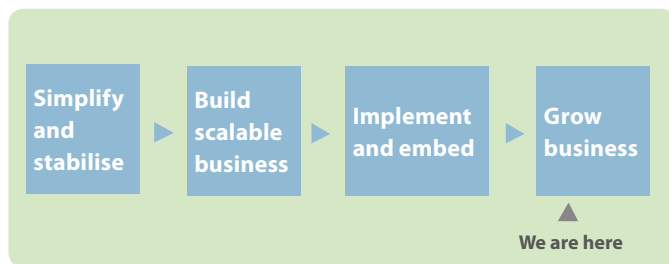 Simplify
and
stabilise
Build
scalable
business
Implement
and embed
Grow
business
We are here